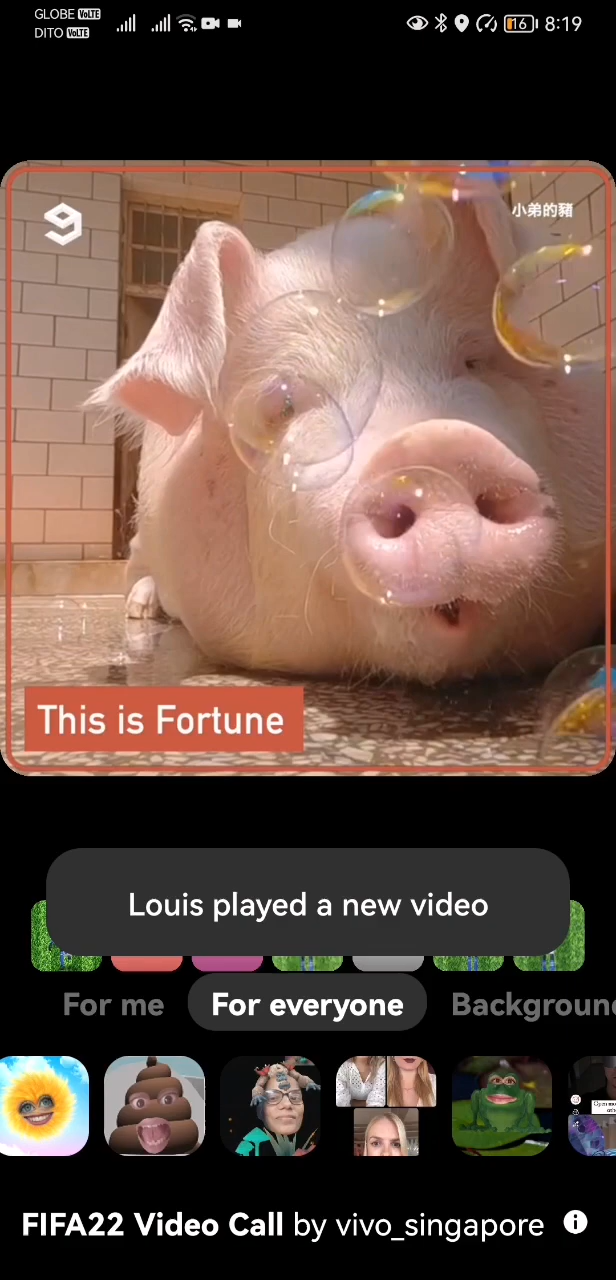 GLOBE VoLTE
DITO VoLTE
16
8:19
小弟的豬
This is Fortune
Louis played a new video
For me
For everyone
Background
FIFA22 Video Call by vivo_singapore